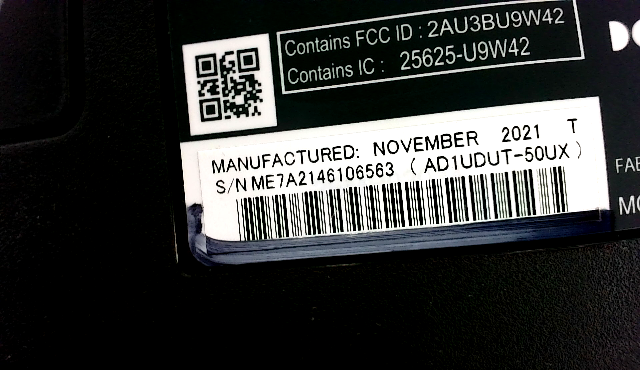 Contains FCC ID : 2AU3BU9W42
Contains IC : 25625-U9W42
MANUFACTURED: NOVEMBER 2021 T
S/N ME7A2146106563 ( AD1UDUT-50UX )